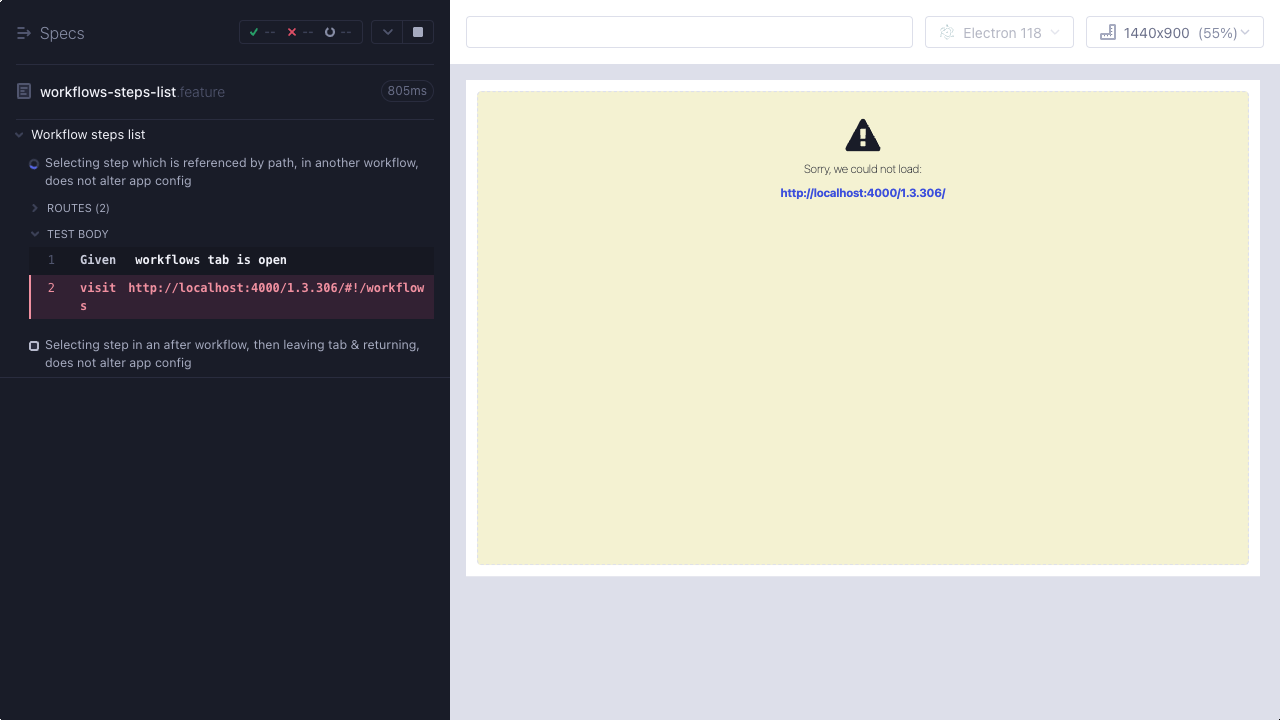 Specs
--
--
--
Electron 118
1440x900 (55%)
workflows-steps-list.feature
805ms
Workflow steps list
Selecting step which is referenced by path, in another workflow,
does not alter app config
ROUTES (2)
TEST BODY
1 Given workflows tab is open
2 visit http://localhost:4000/1.3.306/#!/workflow
s
Selecting step in an after workflow, then leaving tab & returning,
does not alter app config
Sorry, we could not load:
http://localhost:4000/1.3.306/